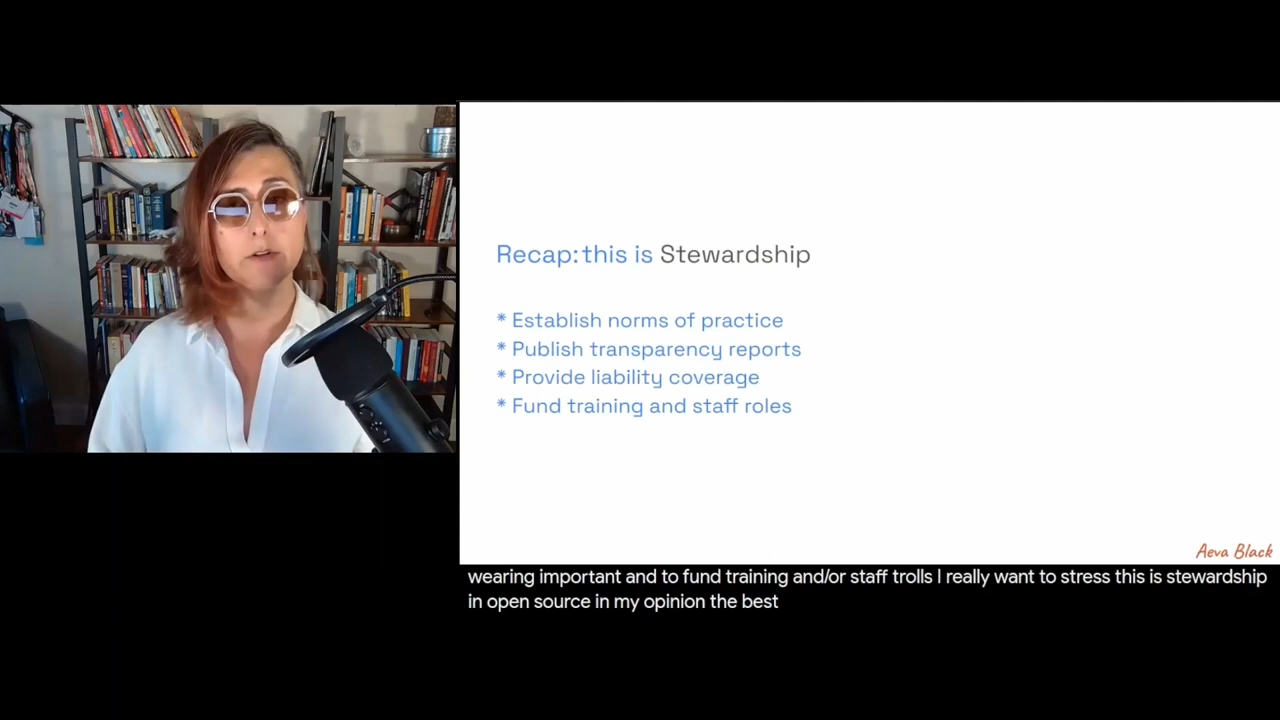 Recap: this is Stewardship
* Establish norms of practice
* Publish transparency reports
* Provide liability coverage
* Fund training and staff roles
Aeva Black
wearing important and to fund training and/or staff trolls I really want to stress this is stewardship
in open source in my opinion the best